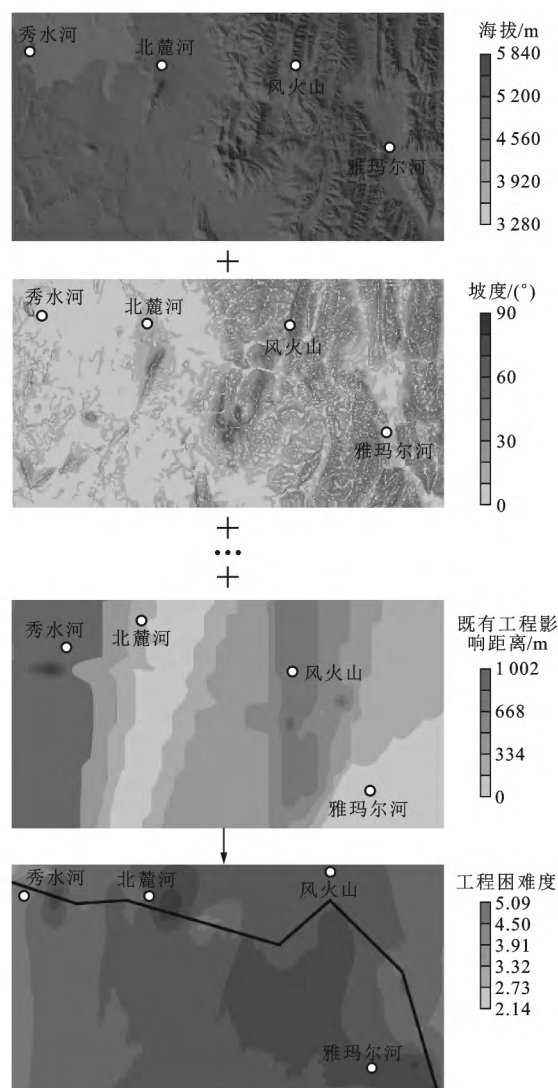 秀水河
北麓河
风火山
雅玛尔河
海拔/m
5 840
5 200
4 560
3 920
3 280
+
秀水河
北麓河
风火山
雅玛尔河
坡度/(°)
90
60
30
0
+
…
+
秀水河
北麓河
风火山
雅玛尔河
既有工程影
响距离/m
1 002
668
334
0
秀水河
北麓河
风火山
雅玛尔河
工程困难度
5.09
4.50
3.91
3.32
2.73
2.14